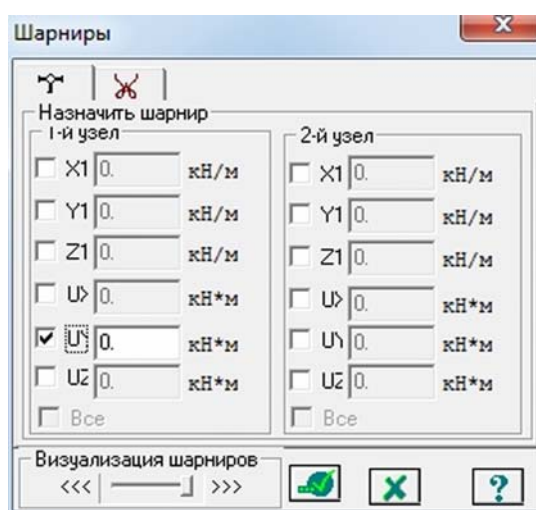 Шарниры
Назначить шарнир
1-й узел
X1 0. кН/м
Y1 0. кН/м
Z1 0. кН/м
U> 0. кН*м
U\ 0. кН*м
UZ 0. кН*м
Все
2-й узел
X1 0. кН/м
Y1 0. кН/м
Z1 0. кН/м
U> 0. кН*м
U\ 0. кН*м
UZ 0. кН*м
Все
Визуализация шарниров
<<< >>>
?